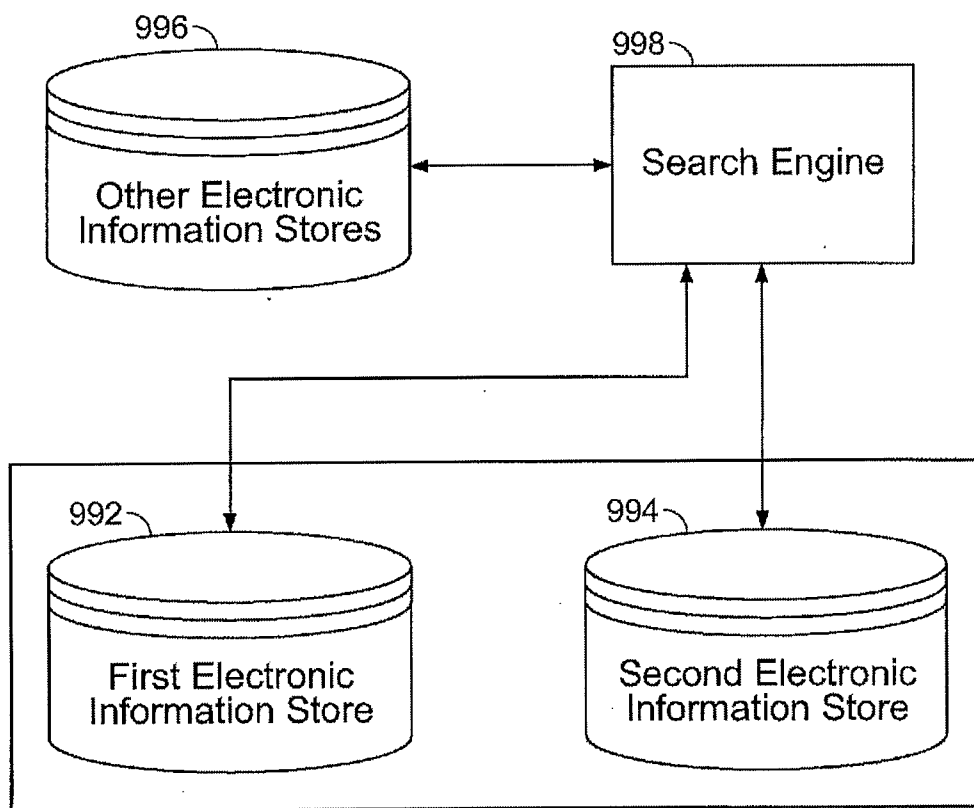 996
998
Other Electronic
Information Stores
Search Engine
992
994
First Electronic
Information Store
Second Electronic
Information Store